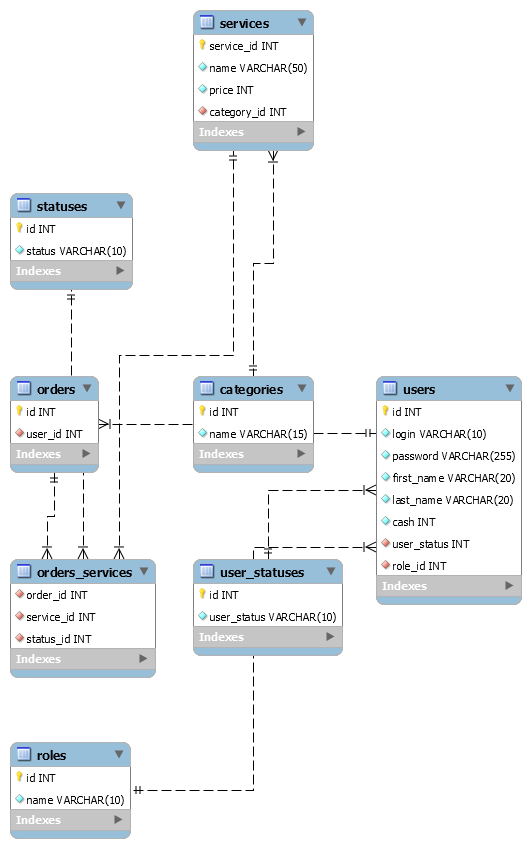 services
service_id INT
name VARCHAR(50)
price INT
category_id INT
Indexes
statuses
id INT
status VARCHAR(10)
Indexes
orders
id INT
user_id INT
Indexes
categories
id INT
name VARCHAR(15)
Indexes
users
id INT
login VARCHAR(10)
password VARCHAR(255)
first_name VARCHAR(20)
last_name VARCHAR(20)
cash INT
user_status INT
role_id INT
Indexes
orders_services
order_id INT
service_id INT
status_id INT
Indexes
user_statuses
id INT
user_status VARCHAR(10)
Indexes
roles
id INT
name VARCHAR(10)
Indexes